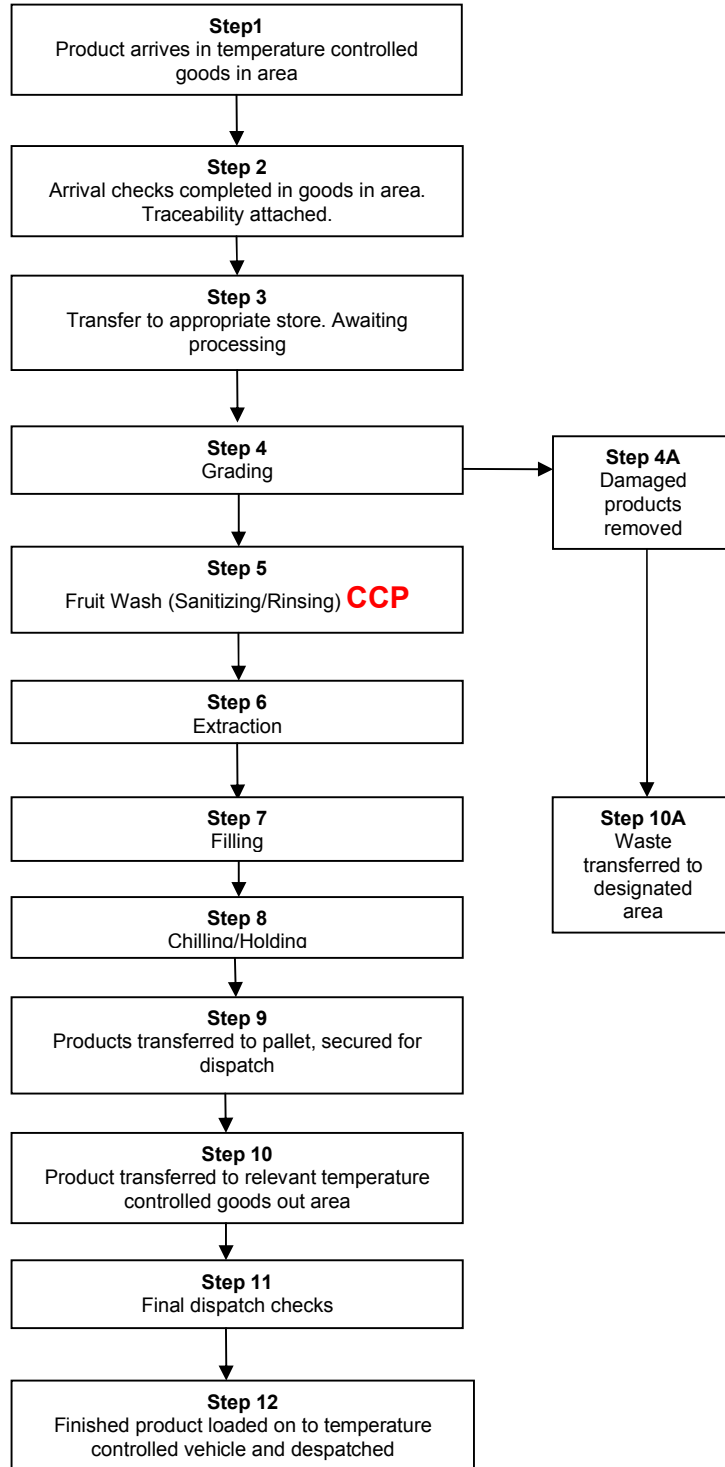 Step1
Product arrives in temperature controlled
goods in area
Step 2
Arrival checks completed in goods in area.
Traceability attached.
Step 3
Transfer to appropriate store. Awaiting
processing
Step 4
Grading
Step 4A
Damaged
products
removed
Step 5
Fruit Wash (Sanitizing/Rinsing) CCP
Step 6
Extraction
Step 7
Filling
Step 10A
Waste
transferred to
designated
area
Step 8
Chilling/Holding
Step 9
Products transferred to pallet, secured for
dispatch
Step 10
Product transferred to relevant temperature
controlled goods out area
Step 11
Final dispatch checks
Step 12
Finished product loaded on to temperature
controlled vehicle and despatched